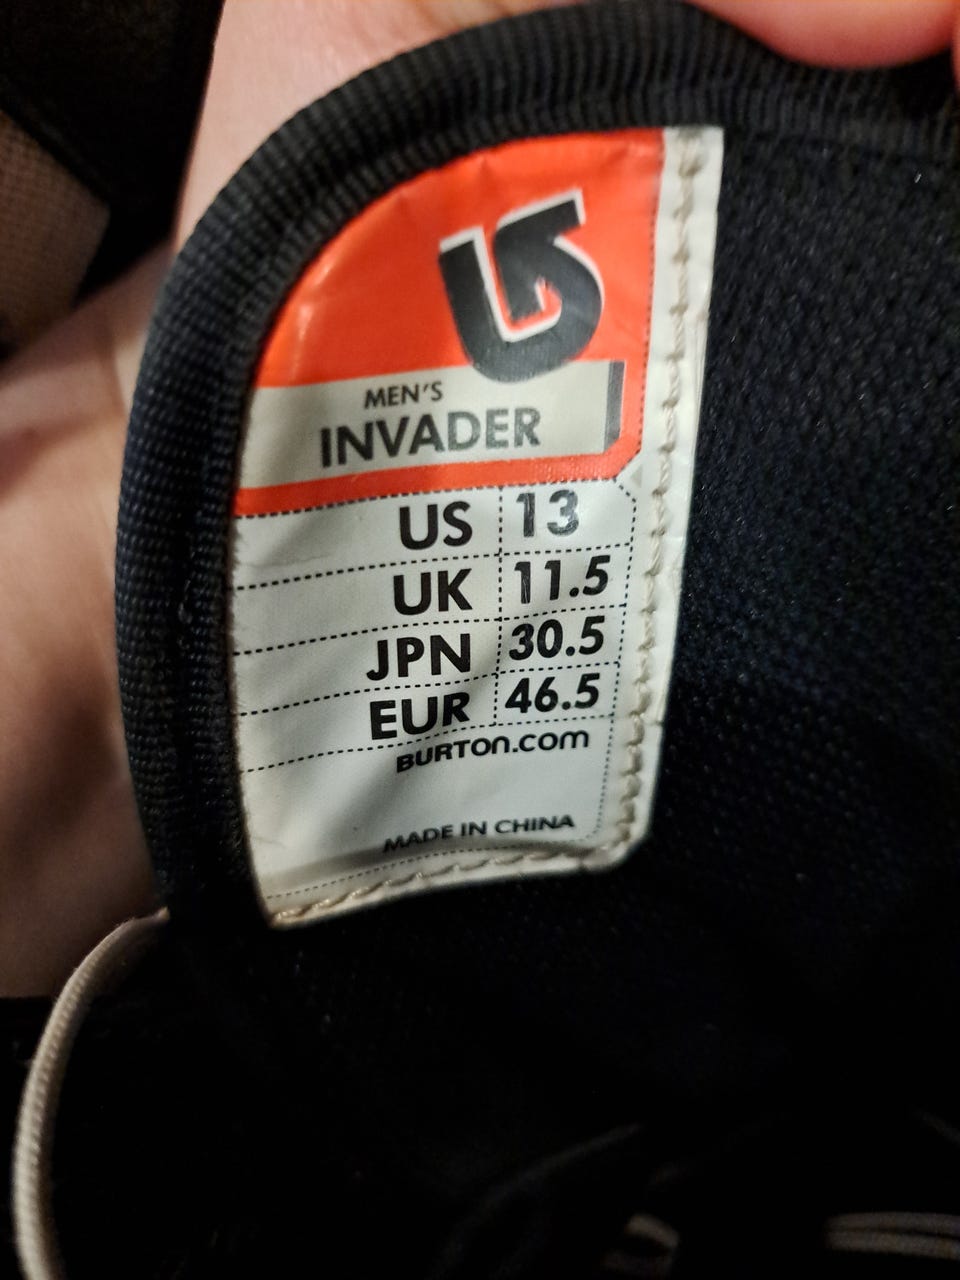 MEN'S
INVADER
US 13
UK 11.5
JPN 30.5
EUR 46.5
BURTON.COM
MADE IN CHINA